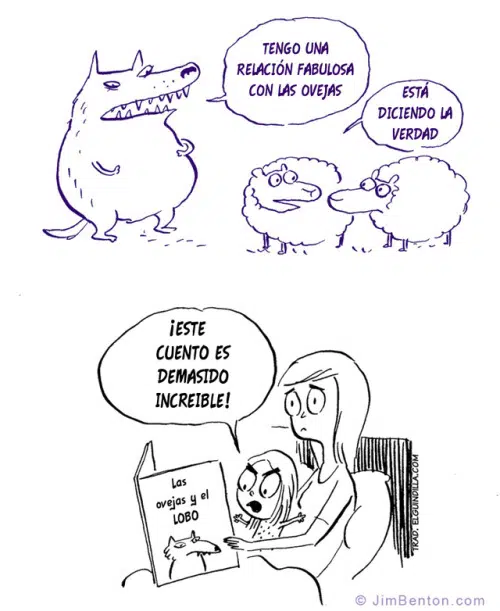 TENGO UNA
RELACIÓN FABULOSA
CON LAS OVEJAS
ESTÁ
DICIENDO LA
VERDAD
¡ESTE
CUENTO ES
DEMASIDO
INCREIBLE!
Las
ovejas y el
LOBO
TRAD. ELGUINDILLA.COM
© JimBenton.com